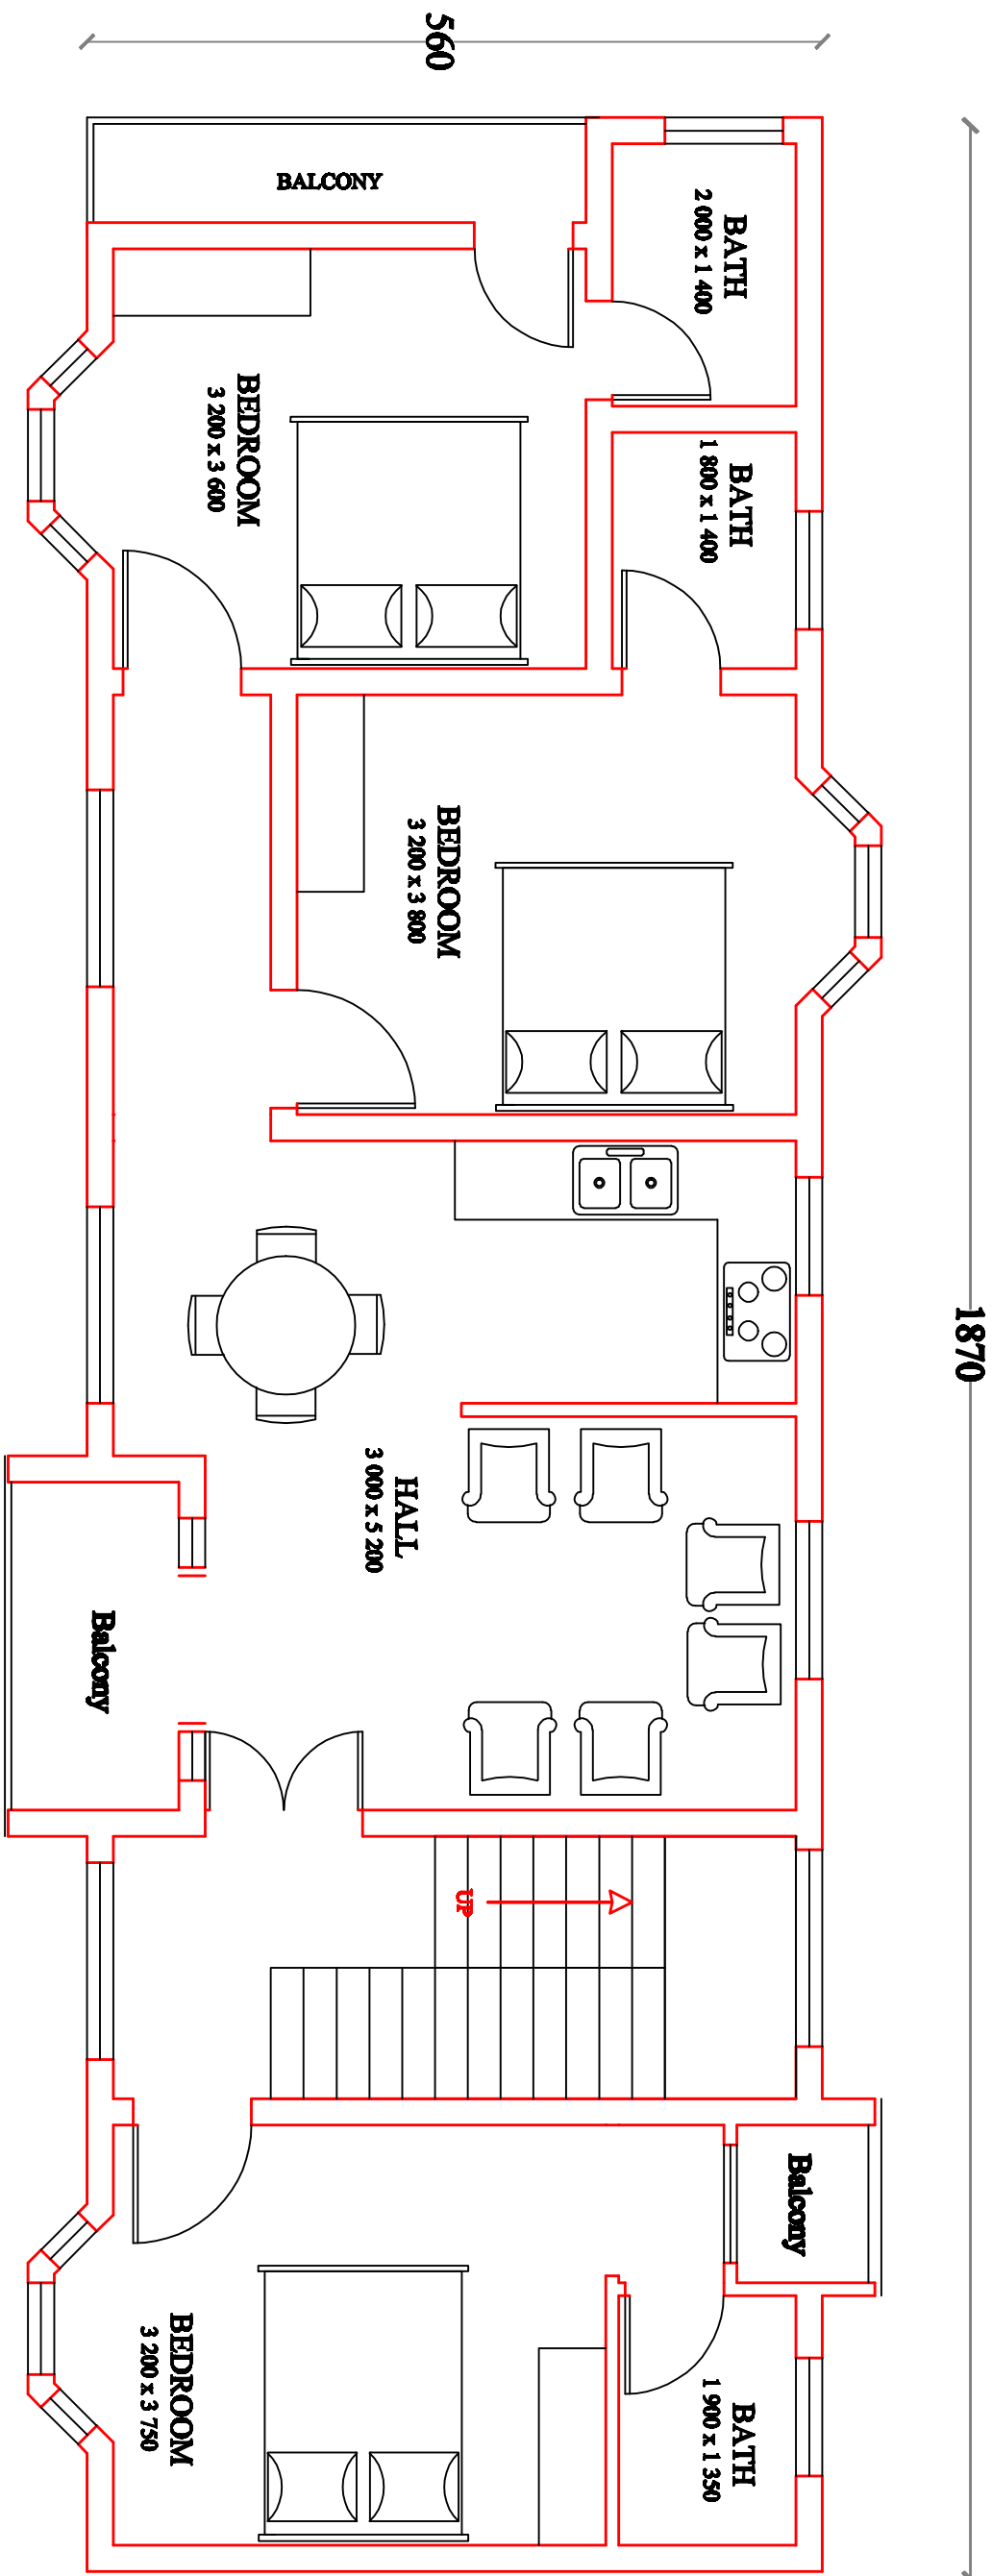 560
1870
BALCONY
BATH
2 000 x 1 400
BEDROOM
3 200 x 3 600
BATH
1 800 x 1 400
BEDROOM
3 200 x 3 800
HALL
3 000 x 5 200
Balcony
UP
Balcony
BEDROOM
3 200 x 3 750
BATH
1 900 x 1 350